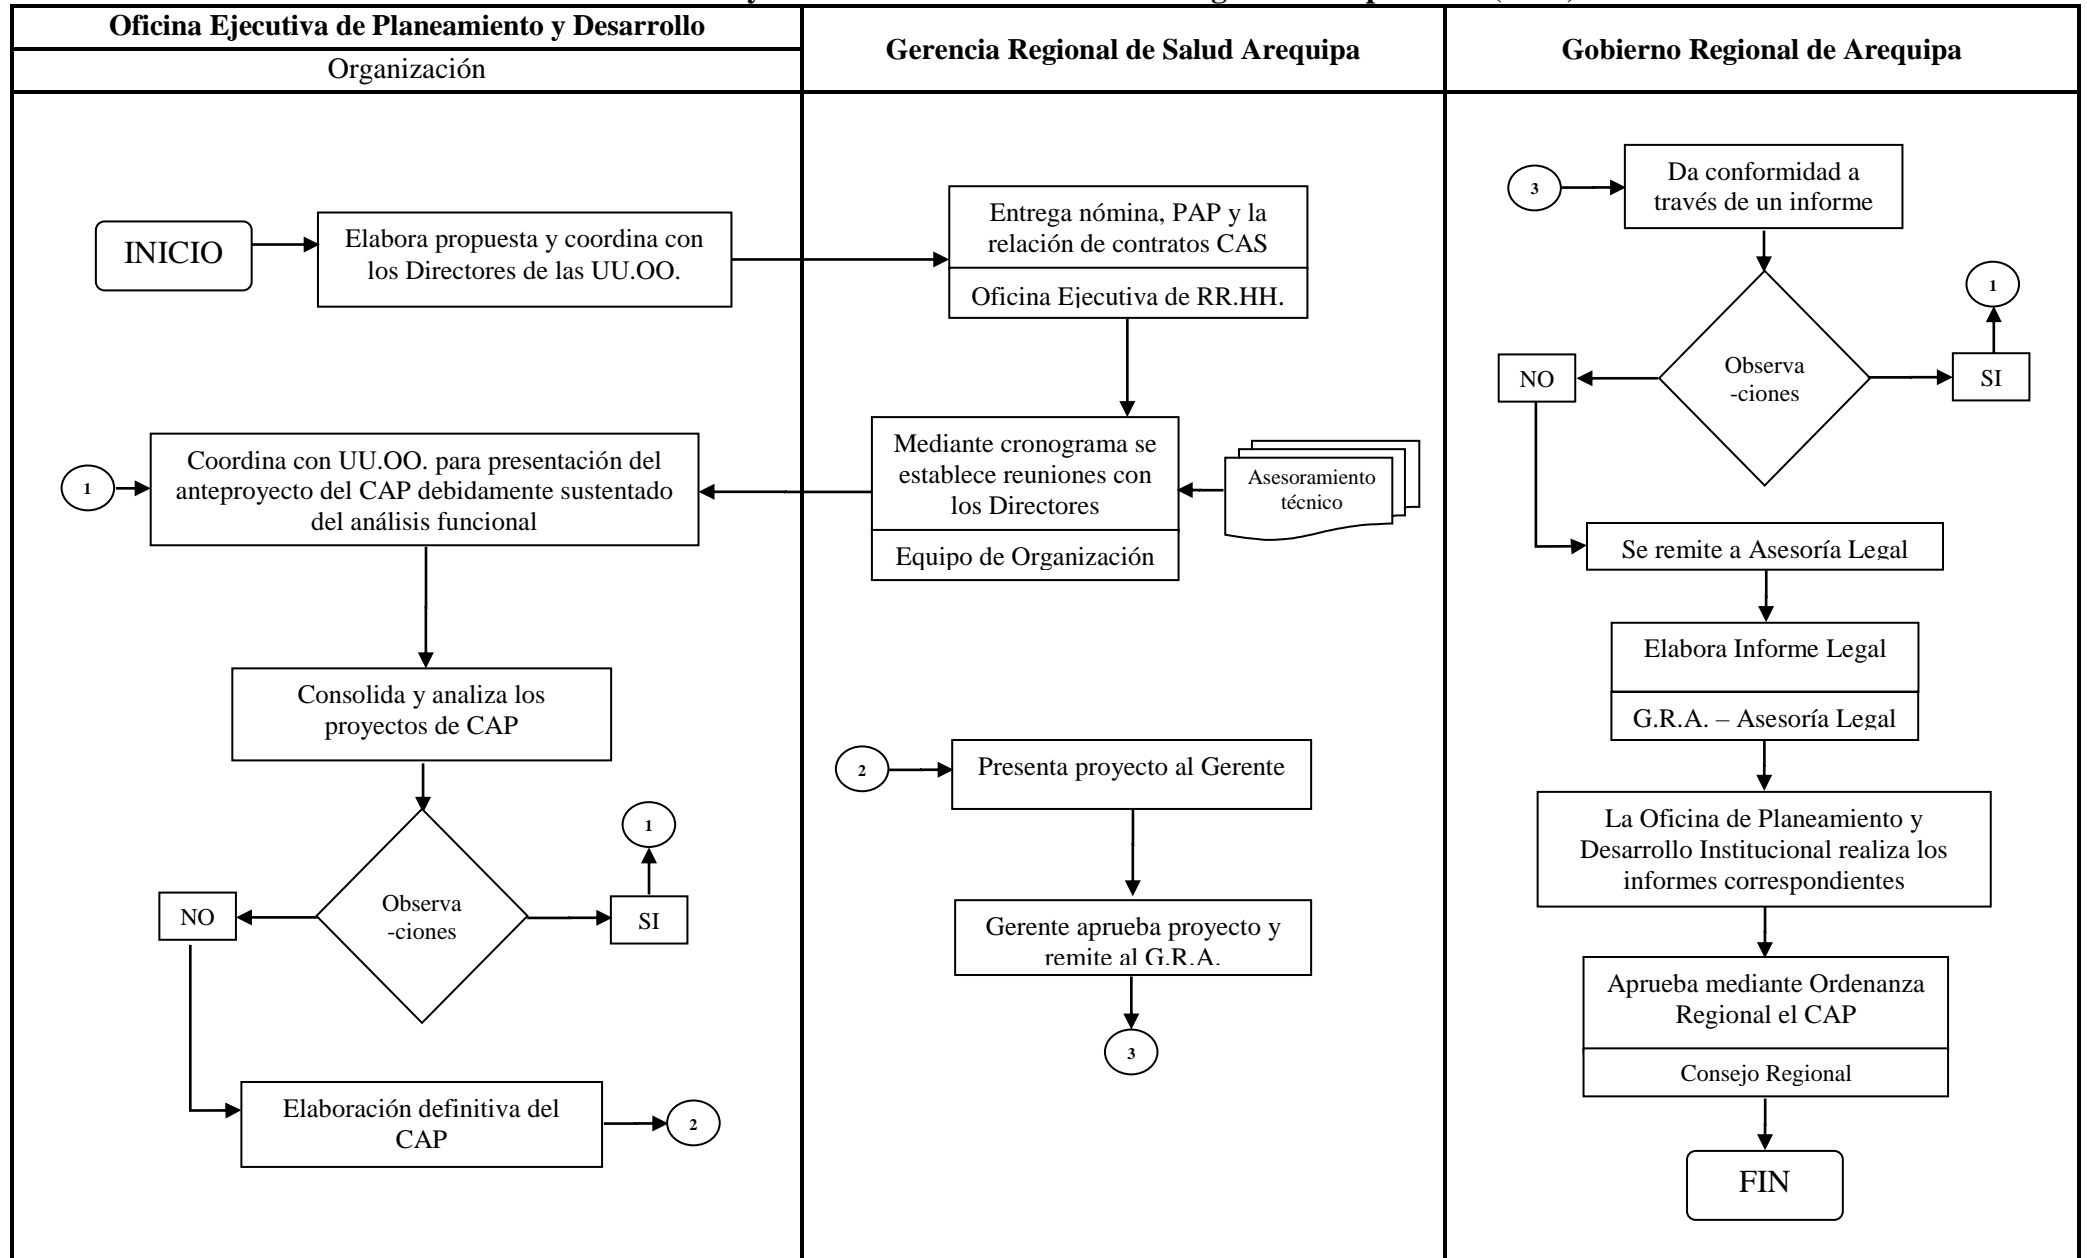 Oficina Ejecutiva de Planeamiento y Desarrollo
Organización
Gerencia Regional de Salud Arequipa
Gobierno Regional de Arequipa
INICIO
Elabora propuesta y coordina con
los Directores de las UU.OO.
1
Coordina con UU.OO. para presentación del
anteproyecto del CAP debidamente sustentado
del análisis funcional
Consolida y analiza los
proyectos de CAP
Observa
-ciones
NO
SI
1
Elaboración definitiva del
CAP
2
Entrega nómina, PAP y la
relación de contratos CAS
Oficina Ejecutiva de RR.HH.
Mediante cronograma se
establece reuniones con
los Directores
Equipo de Organización
Asesoramiento
técnico
2
Presenta proyecto al Gerente
Gerente aprueba proyecto y
remite al G.R.A.
3
3
Da conformidad a
través de un informe
Observa
-ciones
NO
SI
1
Se remite a Asesoría Legal
Elabora Informe Legal
G.R.A. – Asesoría Legal
La Oficina de Planeamiento y
Desarrollo Institucional realiza los
informes correspondientes
Aprueba mediante Ordenanza
Regional el CAP
Consejo Regional
FIN